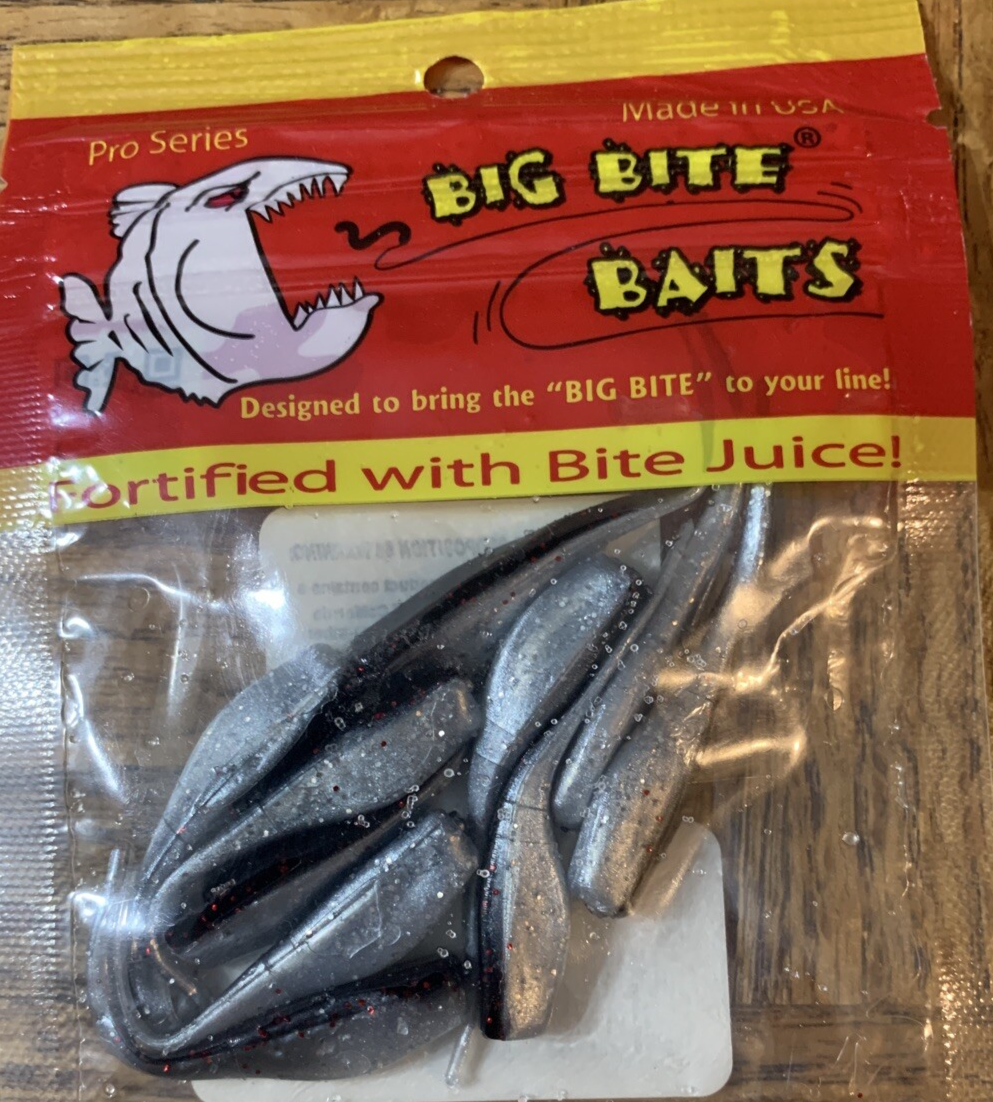 Made in USA
Pro Series
BIG BITE®
BAITS
Designed to bring the “BIG BITE” to your line!
Fortified with Bite Juice!